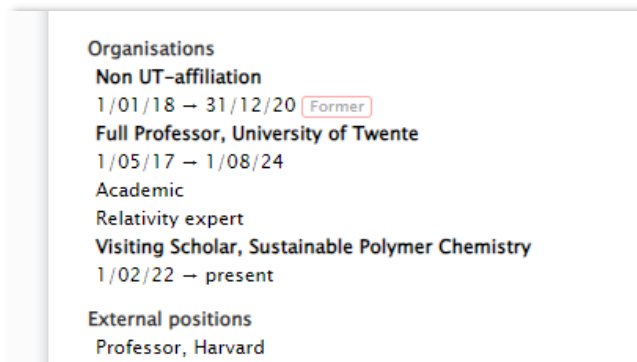 Organisations
Non UT-affiliation
1/01/18 → 31/12/20 Former
Full Professor, University of Twente
1/05/17 → 1/08/24
Academic
Relativity expert
Visiting Scholar, Sustainable Polymer Chemistry
1/02/22 → present
External positions
Professor, Harvard